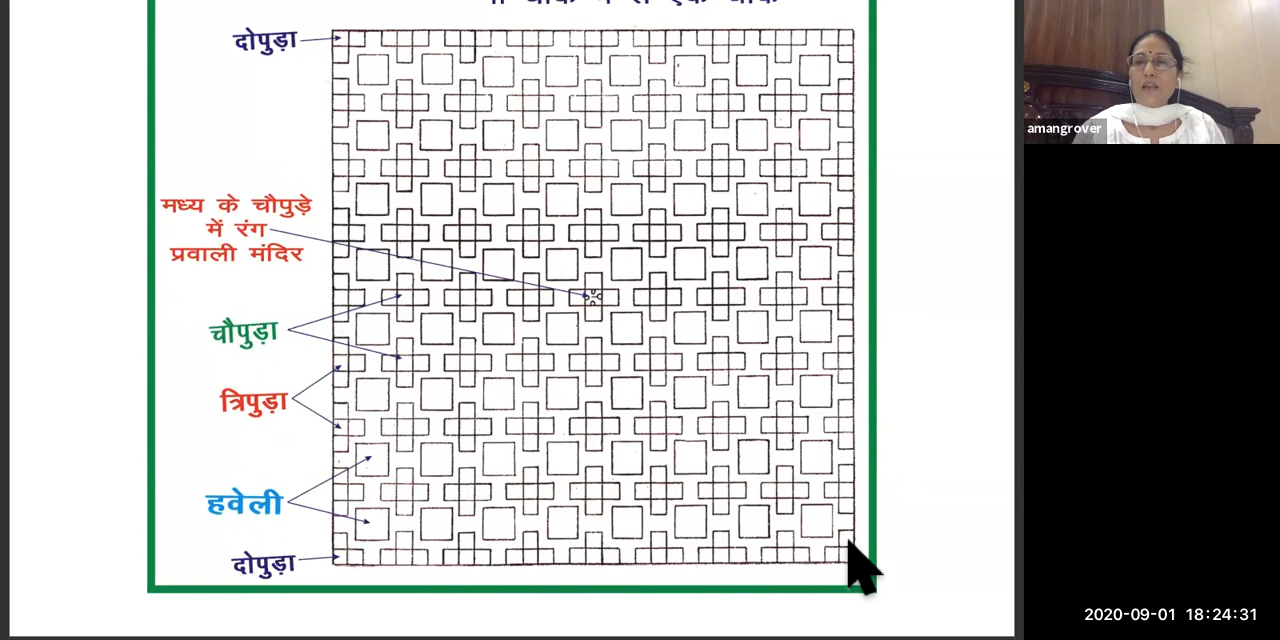 दोपुड़ा
मध्य के चौपुड़े
में रंग
प्रवाली मंदिर
चौपुड़ा
त्रिपुड़ा
हवेली
दोपुड़ा
amangrover
2020-09-01 18:24:31